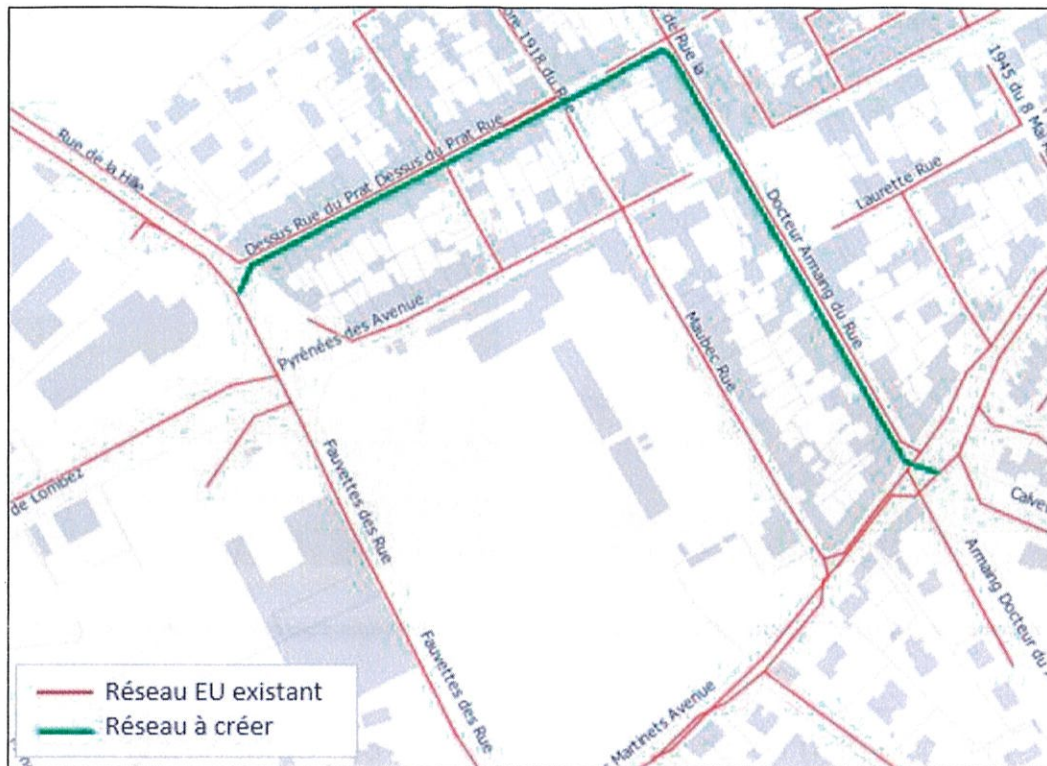 1918 du Rue
de Rue la
1945 du 8 Mai
Rue de la Hille
Dessus Rue du Prat Dessus du Prat Rue
Laurette Rue
Docteur Armaing du Rue
Pyrénées des Avenue
Maubec Rue
de Lombez
Fauvettes des Rue
Armaing Docteur du
Fauvettes des Rue
Martinets Avenue
Réseau EU existant
Réseau à créer